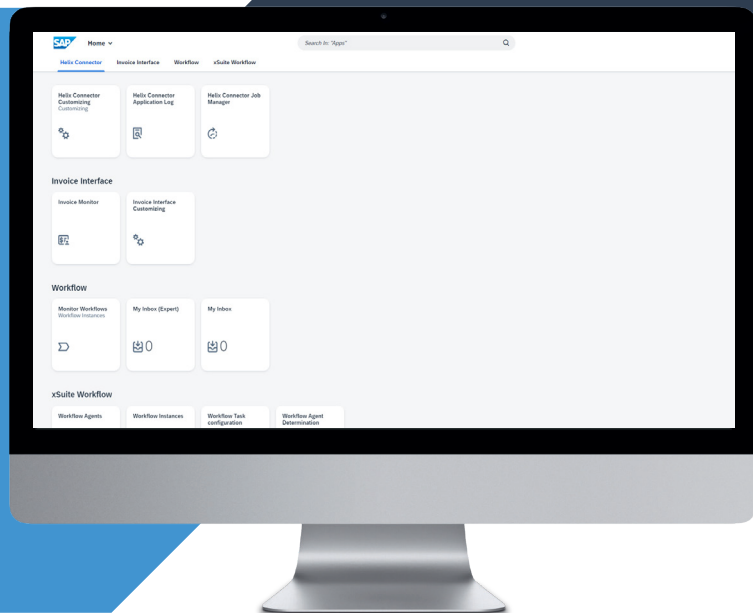 SAP
Home
Search In: "Apps"
Helix Connector
Invoice Interface
Workflow
xSuite Workflow
Helix Connector
Customizing
Customizing
Helix Connector
Application Log
Helix Connector Job
Manager
Invoice Interface
Invoice Monitor
Invoice Interface
Customizing
Workflow
Monitor Workflows
Workflow Instances
My Inbox (Expert)
0
My Inbox
0
xSuite Workflow
Workflow Agents
Workflow Instances
Workflow Task
configuration
Workflow Agent
Determination